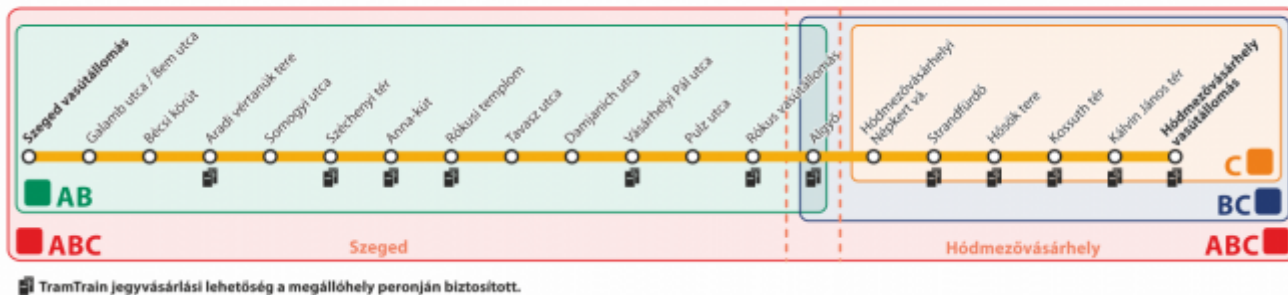 Szeged vasútállomás
Galamb utca / Bem utca
Bécsi körút
Aradi vértanúk tere
Somogyi utca
Széchenyi tér
Anna-kút
Rókusi templom
Tavasz utca
Damjanich utca
Vásárhelyi Pál utca
Pulz utca
Rókus vasútállomás
Algyő
Hódmezővásárhelyi
Népkert vá.
Strandfürdő
Hősök tere
Kossuth tér
Kálvin János tér
Hódmezővásárhely
vasútállomás
C
AB
BC
ABC
Szeged
Hódmezővásárhely
ABC
TramTrain jegyvásárlási lehetőség a megállóhely peronján biztosított.